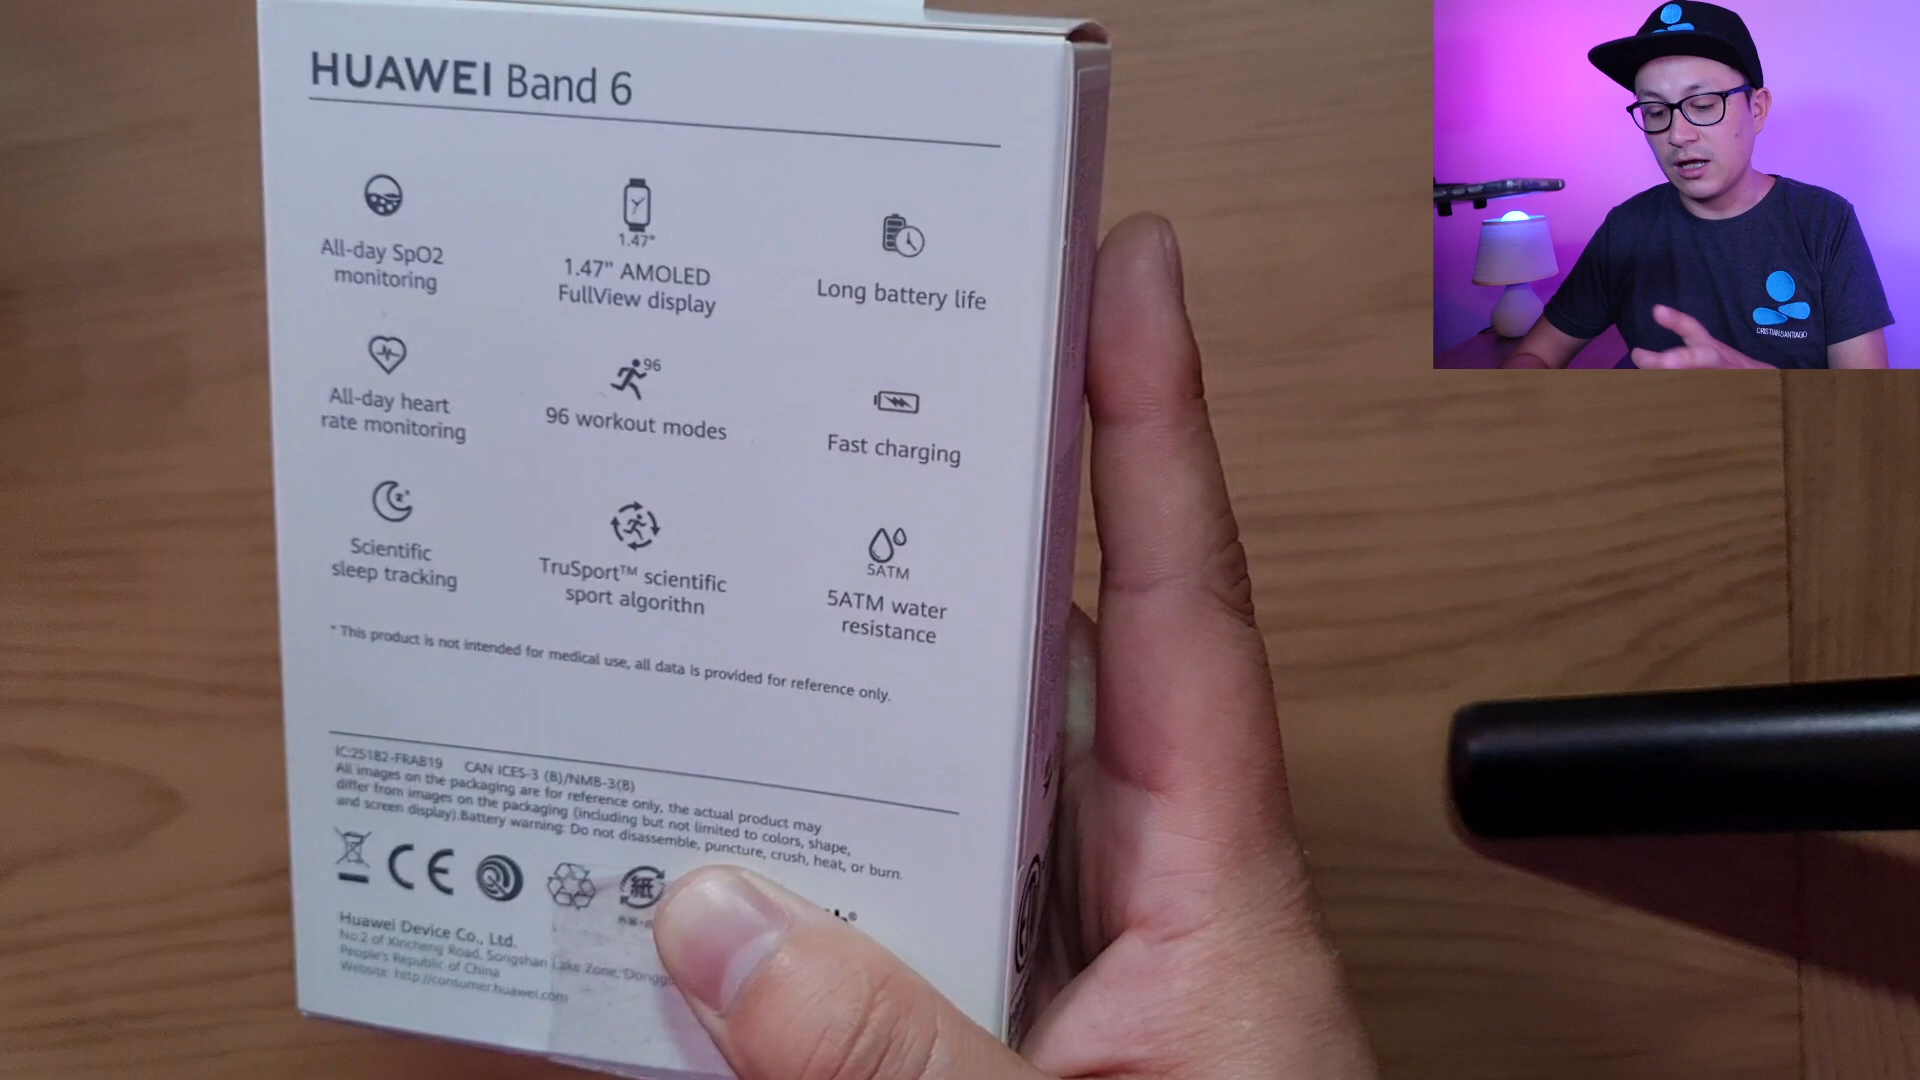 HUAWEI Band 6
All-day SpO2
monitoring
1.47"
1.47" AMOLED
FullView display
Long battery life
All-day heart
rate monitoring
96
96 workout modes
Fast charging
Scientific
sleep tracking
TruSport™ scientific
sport algorithn
5ATM
5ATM water
resistance
* This product is not intended for medical use, all data is provided for reference only.
IC:25182-FRAB19 CAN ICES-3 (B)/NMB-3(B)
All images on the packaging are for reference only, the actual product may
differ from images on the packaging (including but not limited to colors, shape,
and screen display).Battery warning: Do not disassemble, puncture, crush, heat, or burn.
CE
紙
Huawei Device Co., Ltd.
No.2 of Xincheng Road, Songshan Lake Zone,
People's Republic of China
Website: http://consumer.huawei.com
CRISTIAN SANTIAGO